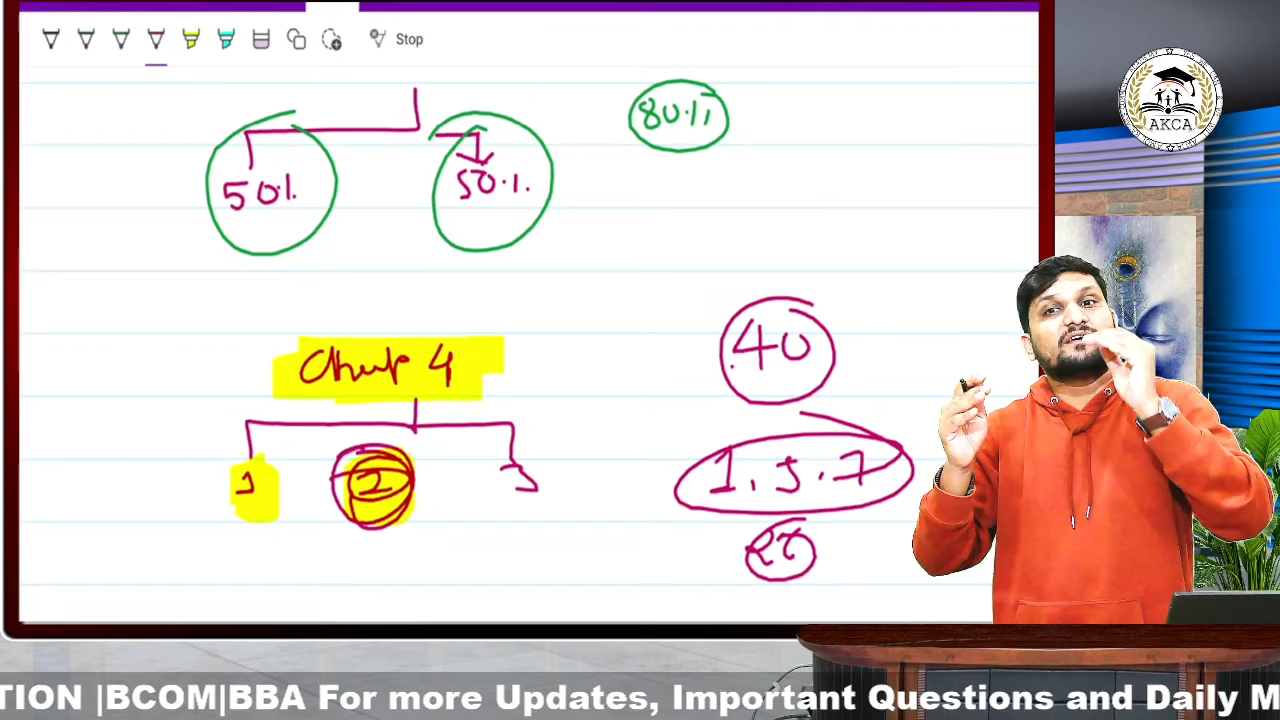 Stop
AKCA
80%
50%
50%
40
Chap 4
1
2
3
1, 5, 7
TION |BCOM|BBA For more Updates, Important Questions and Daily M